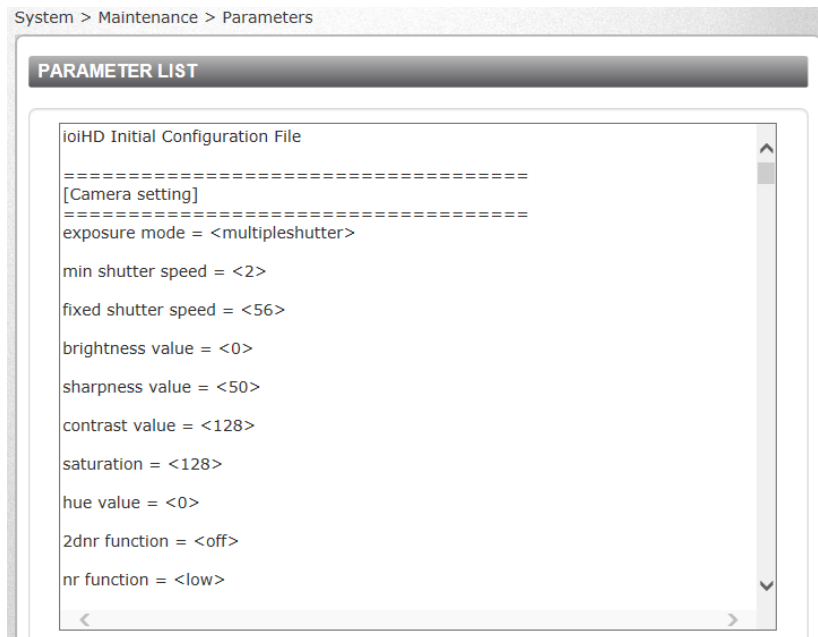 System > Maintenance > Parameters
PARAMETER LIST
ioiHD Initial Configuration File
====================================
[Camera setting]
====================================
exposure mode = <multipleshutter>
min shutter speed = <2>
fixed shutter speed = <56>
brightness value = <0>
sharpness value = <50>
contrast value = <128>
saturation = <128>
hue value = <0>
2dnr function = <off>
nr function = <low>